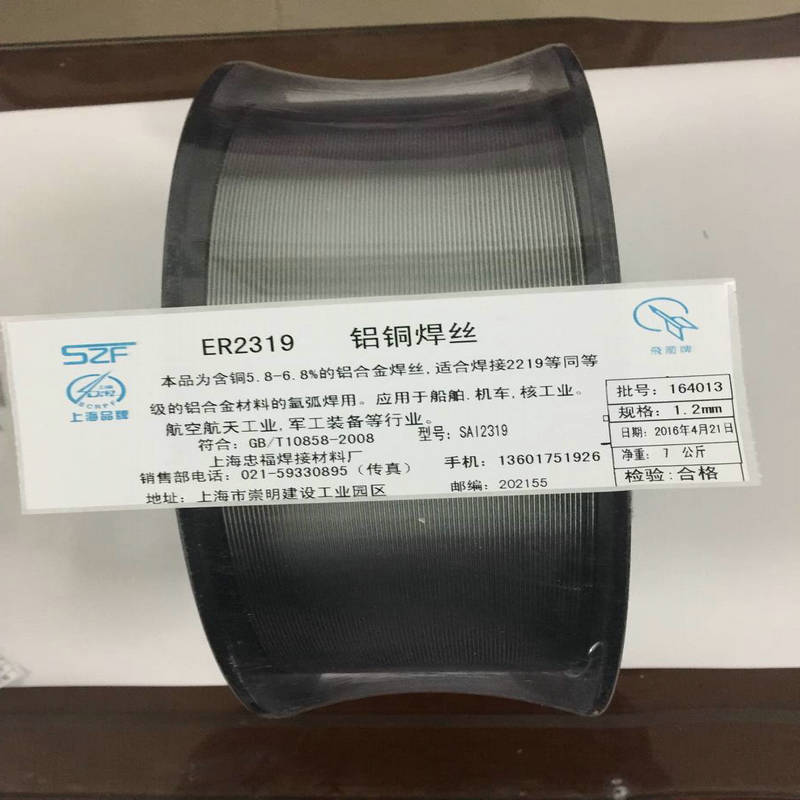 SZF
上海品牌
ER2319 铝铜焊丝
飛箭牌
本品为含铜5.8-6.8%的铝合金焊丝,适合焊接2219等同等
级的铝合金材料的氩弧焊用。应用于船舶.机车,核工业.
航空航天工业,军工装备等行业。
符合: GB/T10858-2008 型号: SAI2319
上海忠福焊接材料厂
销售部电话: 021-59330895 (传真) 手机: 13601751926
地址: 上海市崇明建设工业园区 邮编: 202155
批号: 164013
规格: 1.2mm
日期: 2016年4月21日
净重: 7 公斤
检验:合格